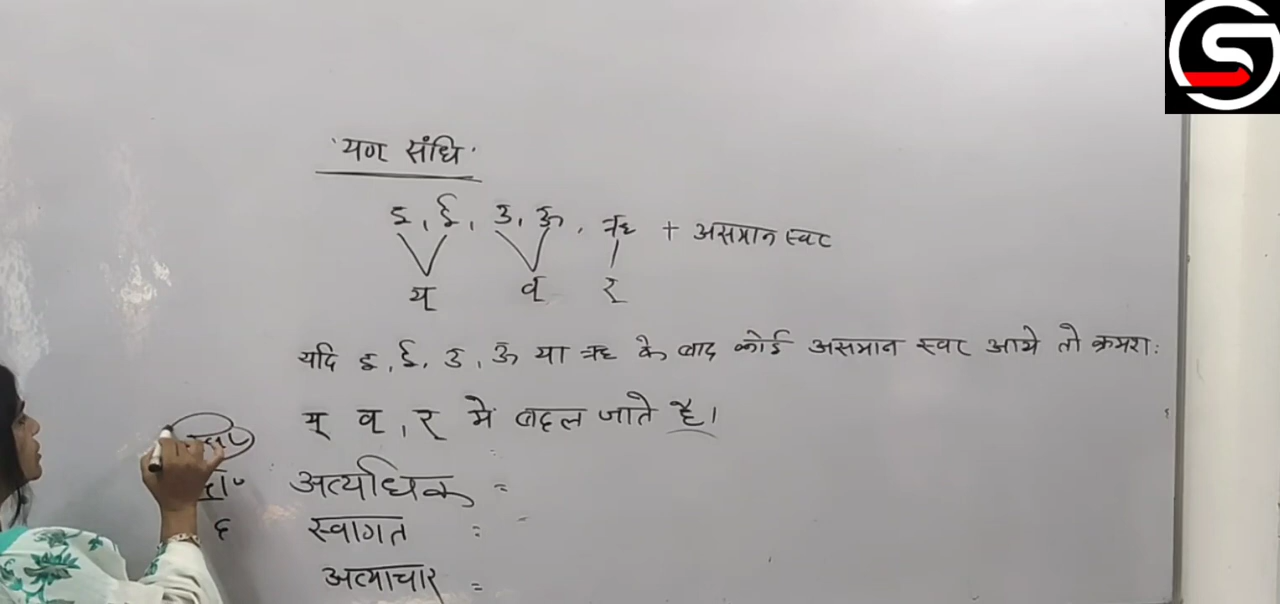 'यण संधि'
इ, ई, उ, ऊ, ऋ + असमान स्वर
य् व् र्
यदि इ, ई, उ, ऊ या ऋ के बाद कोई असमान स्वर आये तो क्रमशः
य् व्, र् में बदल जाते है।
अत्यधिक =
स्वागत :
अत्याचार =